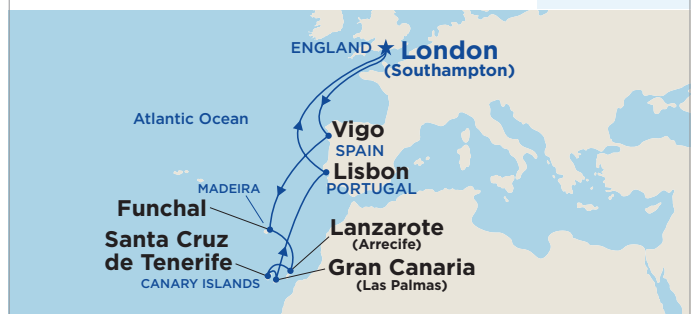 ENGLAND
London
(Southampton)
Atlantic Ocean
Vigo
SPAIN
Lisbon
PORTUGAL
MADEIRA
Funchal
Lanzarote
(Arrecife)
Santa Cruz
de Tenerife
Gran Canaria
(Las Palmas)
CANARY ISLANDS